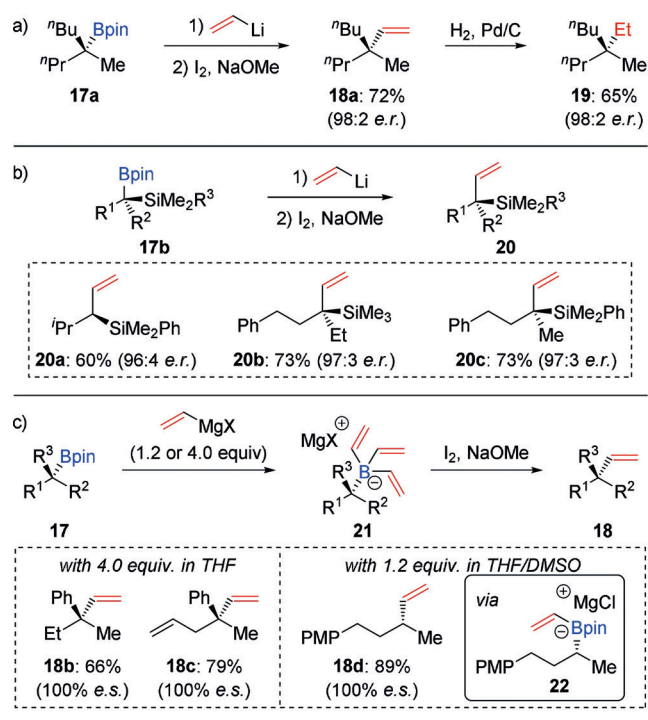 a)
ⁿBu Bpin
ⁿPr Me
17a
1) Li
2) I₂, NaOMe
ⁿBu
ⁿPr Me
18a: 72%
(98:2 e.r.)
H₂, Pd/C
ⁿBu Et
ⁿPr Me
19: 65%
(98:2 e.r.)
b)
Bpin
SiMe₂R³
R¹ R²
17b
1) Li
2) I₂, NaOMe
SiMe₂R³
R¹ R²
20
ⁱPr SiMe₂Ph
20a: 60% (96:4 e.r.)
Ph SiMe₃
Et
20b: 73% (97:3 e.r.)
Ph SiMe₂Ph
Me
20c: 73% (97:3 e.r.)
c)
R³ Bpin
R¹ R²
17
MgX
(1.2 or 4.0 equiv)
⊕
MgX
R³ B
⊖
R¹ R²
21
I₂, NaOMe
R³
R¹ R²
18
with 4.0 equiv. in THF
Ph
Et Me
18b: 66%
(100% e.s.)
Ph
Me
18c: 79%
(100% e.s.)
with 1.2 equiv. in THF/DMSO
PMP Me
18d: 89%
(100% e.s.)
via
⊕
MgCl
Bpin
⊖
PMP Me
22